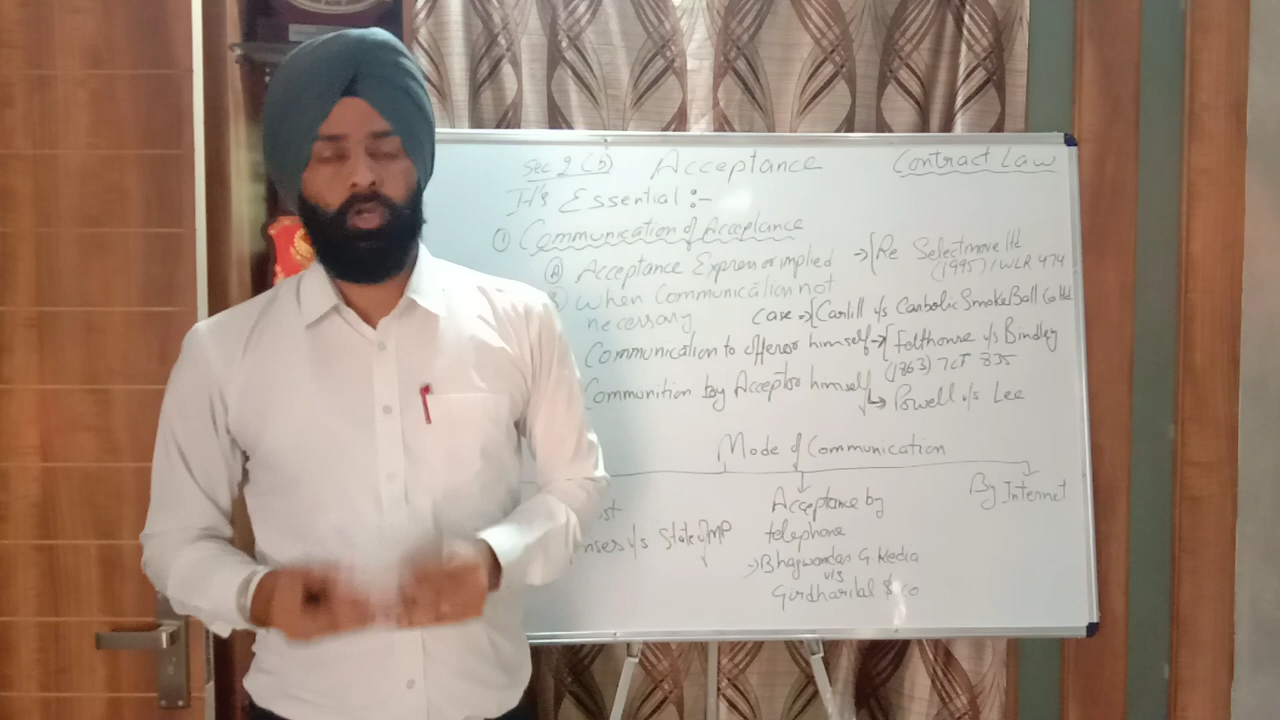 Sec 2 (b) Acceptance Contract Law
It's Essential :-
① Communication of Acceptance
Ⓐ Acceptance Express or implied → [Re Selectmove ltd
(1995) 1 WLR 474
When Communication not
necessary Case → [Carlill v/s Carbolic Smoke Ball Co ltd
Communication to offeror himself → [Felthouse v/s Bindley
(1863) 7 LT 835
Communition by Acceptor himself ↳ Powell v/s Lee
Mode of Communication
Acceptance by By Internet
telephone
v/s State of MP
→ Bhagwandas G Kedia
v/s
Girdharilal & Co